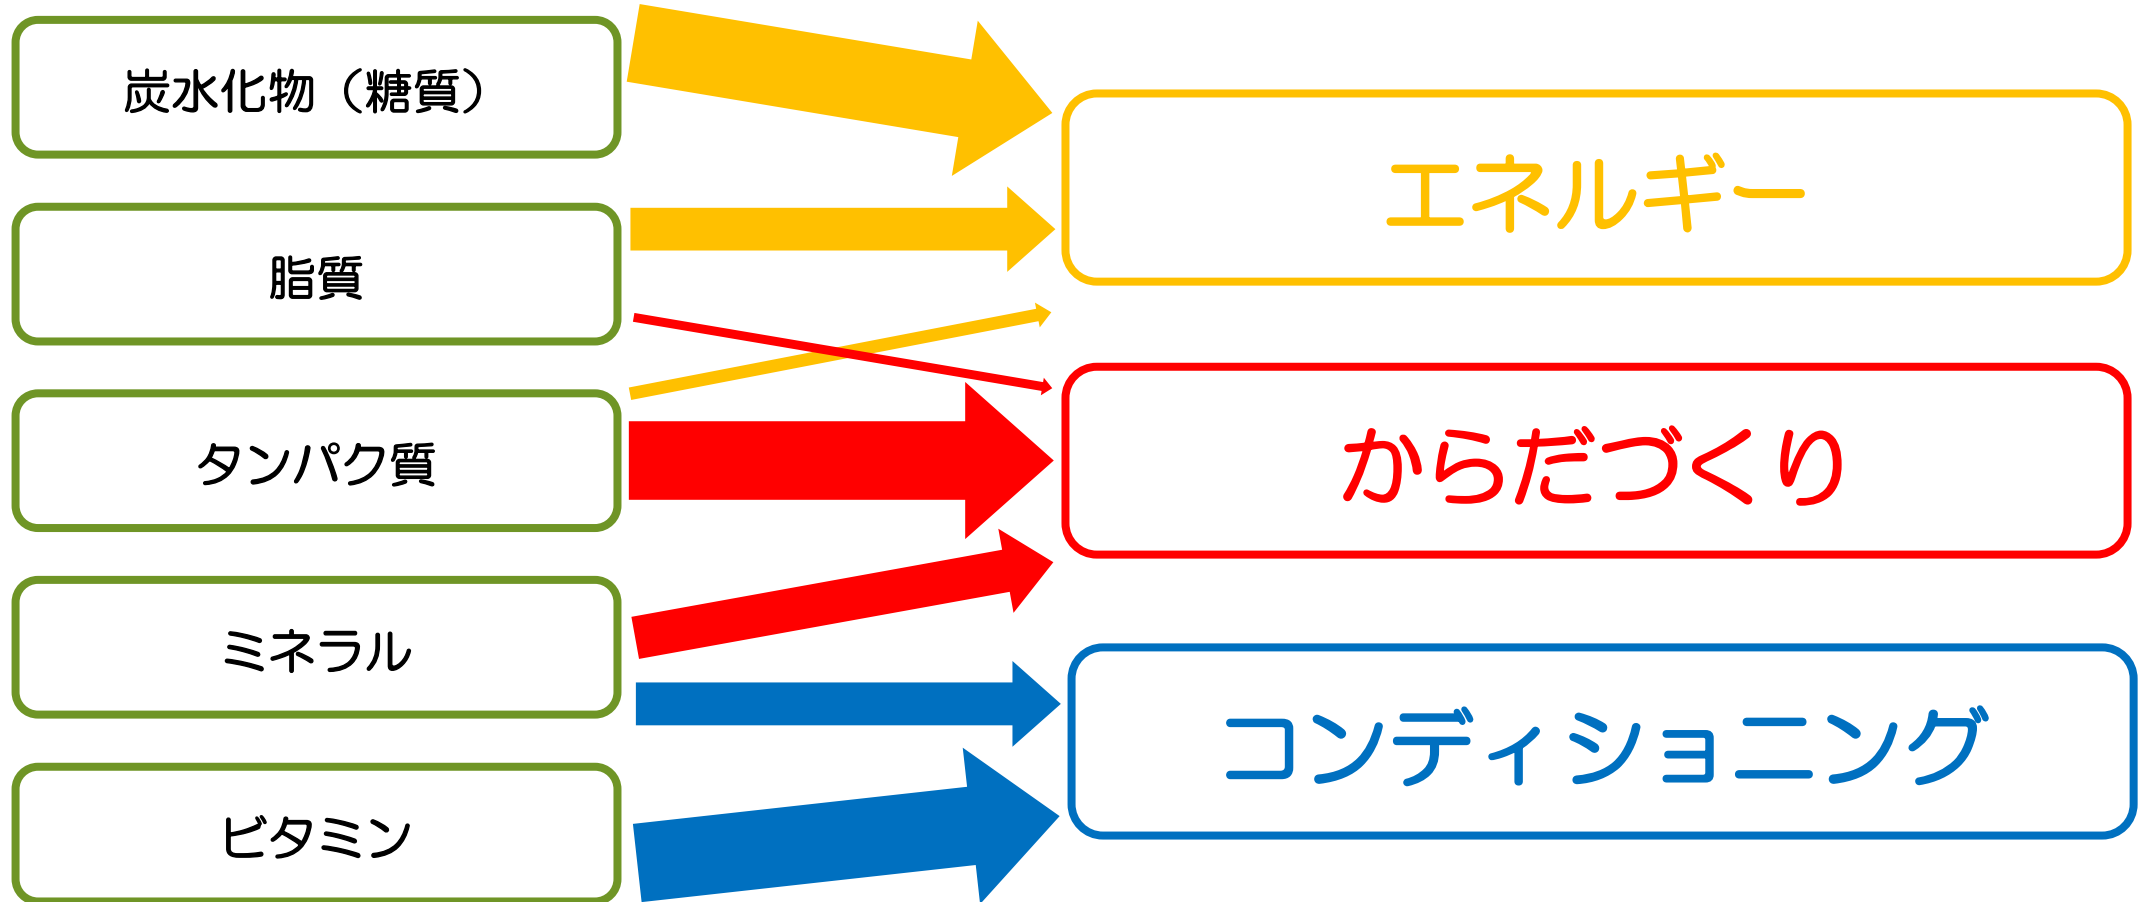 炭水化物（糖質）
脂質
タンパク質
ミネラル
ビタミン
エネルギー
からだづくり
コンディショニング